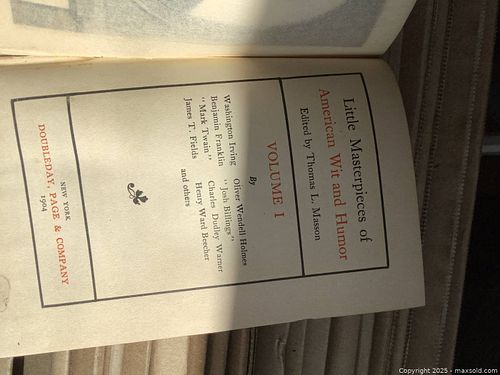 Little Masterpieces of
American Wit and Humor
Edited by Thomas L. Masson
VOLUME I
By
Washington Irving
Oliver Wendell Holmes
Benjamin Franklin
"Josh Billings"
"Mark Twain"
Charles Dudley Warner
James T. Fields
Henry Ward Beecher
and others
NEW YORK
DOUBLEDAY, PAGE & COMPANY
1904
Copyright 2025 - maxsold.com